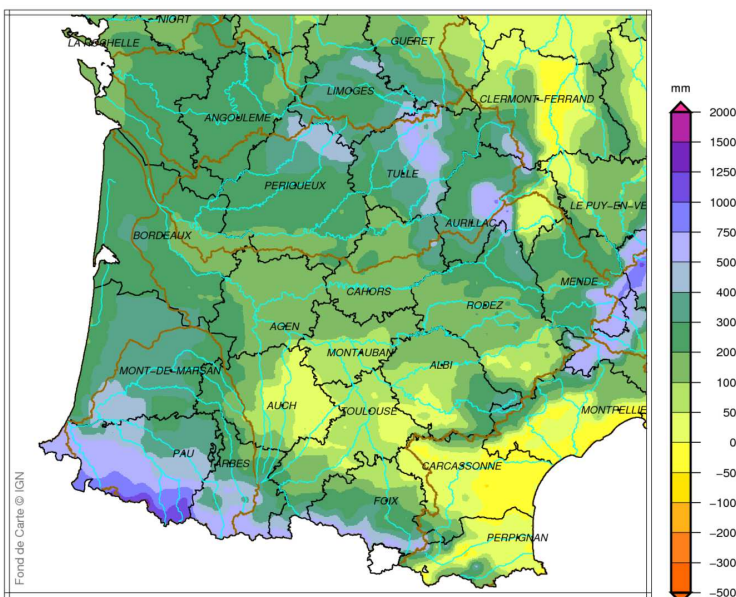 NIORT
LA ROCHELLE
GUERET
LIMOGES
CLERMONT-FERRAND
ANGOULEME
TULLE
PERIGUEUX
LE PUY-EN-VE
AURILLAC
BORDEAUX
MENDE
CAHORS
RODEZ
AGEN
MONTAUBAN
ALBI
MONT-DE-MARSAN
AUCH
TOULOUSE
MONTPELLIE
PAU
TARBES
CARCASSONNE
FOIX
PERPIGNAN
Fond de Carte © IGN
mm
2000
1500
1250
1000
750
500
400
300
200
100
50
0
-50
-100
-200
-300
-500